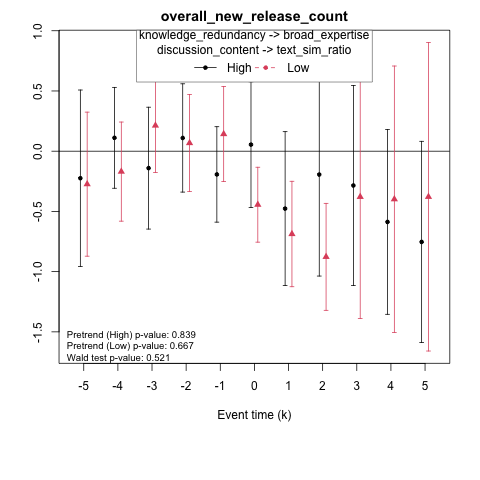 overall_new_release_count
knowledge_redundancy -> broad_expertise
discussion_content -> text_sim_ratio
High Low
1.0
0.5
0.0
-0.5
-1.0
-1.5
Pretrend (High) p-value: 0.839
Pretrend (Low) p-value: 0.667
Wald test p-value: 0.521
-5 -4 -3 -2 -1 0 1 2 3 4 5
Event time (k)